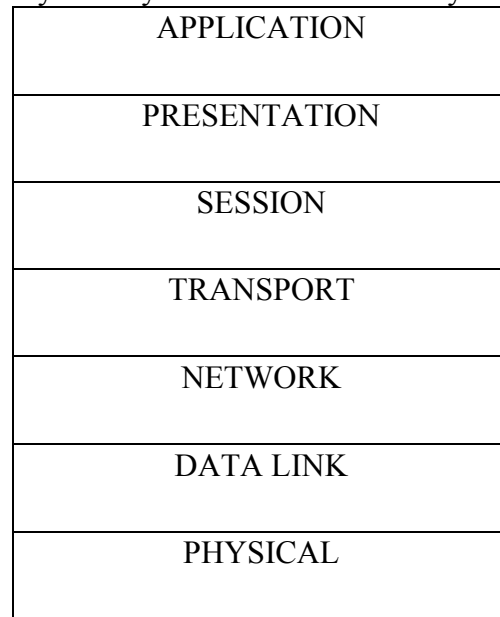 APPLICATION
PRESENTATION
SESSION
TRANSPORT
NETWORK
DATA LINK
PHYSICAL